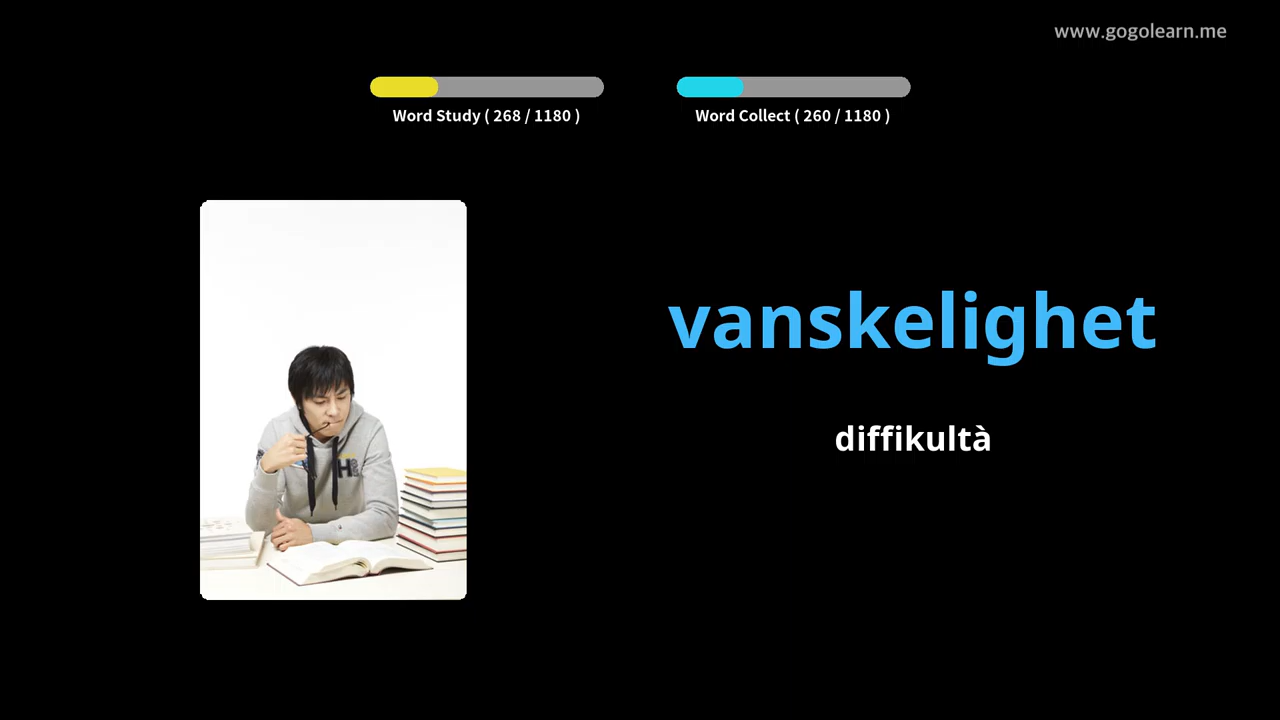 www.gogolearn.me
Word Study ( 268 / 1180 )
Word Collect ( 260 / 1180 )
vanskelighet
diffikultà
H